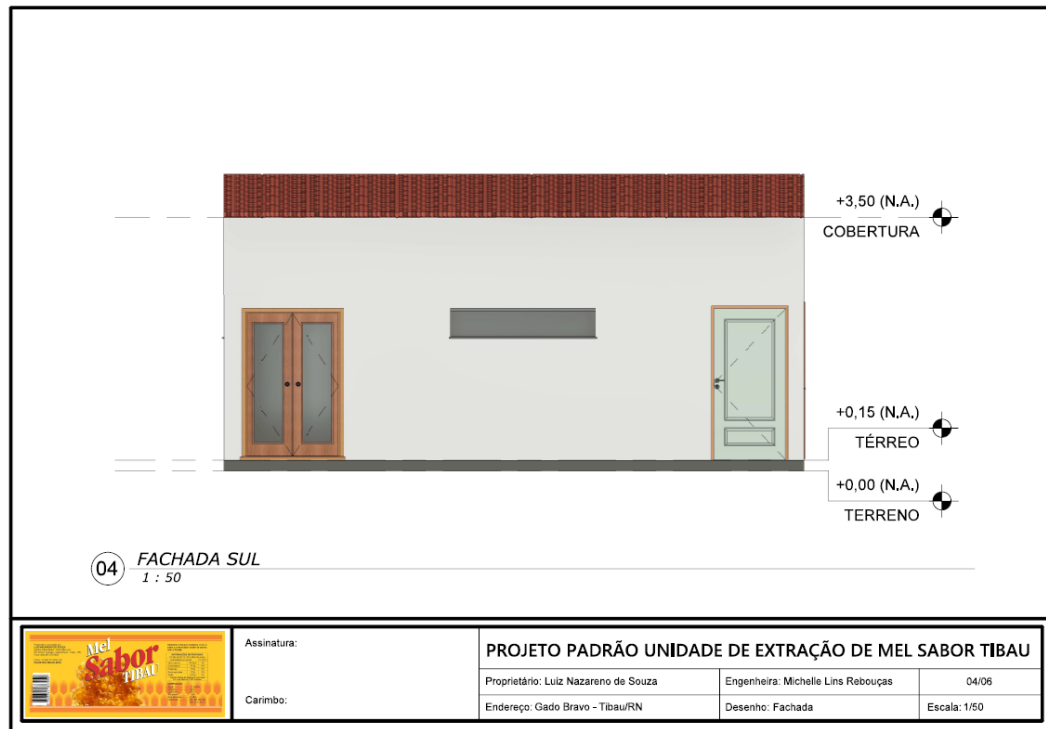 +3,50 (N.A.)
COBERTURA
+0,15 (N.A.)
TÉRREO
+0,00 (N.A.)
TERRENO
04
FACHADA SUL
1 : 50
Mel
Sabor
TIBAU
Assinatura:
Carimbo:
PROJETO PADRÃO UNIDADE DE EXTRAÇÃO DE MEL SABOR TIBAU
Proprietário: Luiz Nazareno de Souza
Engenheira: Michelle Lins Rebouças
04/06
Endereço: Gado Bravo - Tibau/RN
Desenho: Fachada
Escala: 1/50